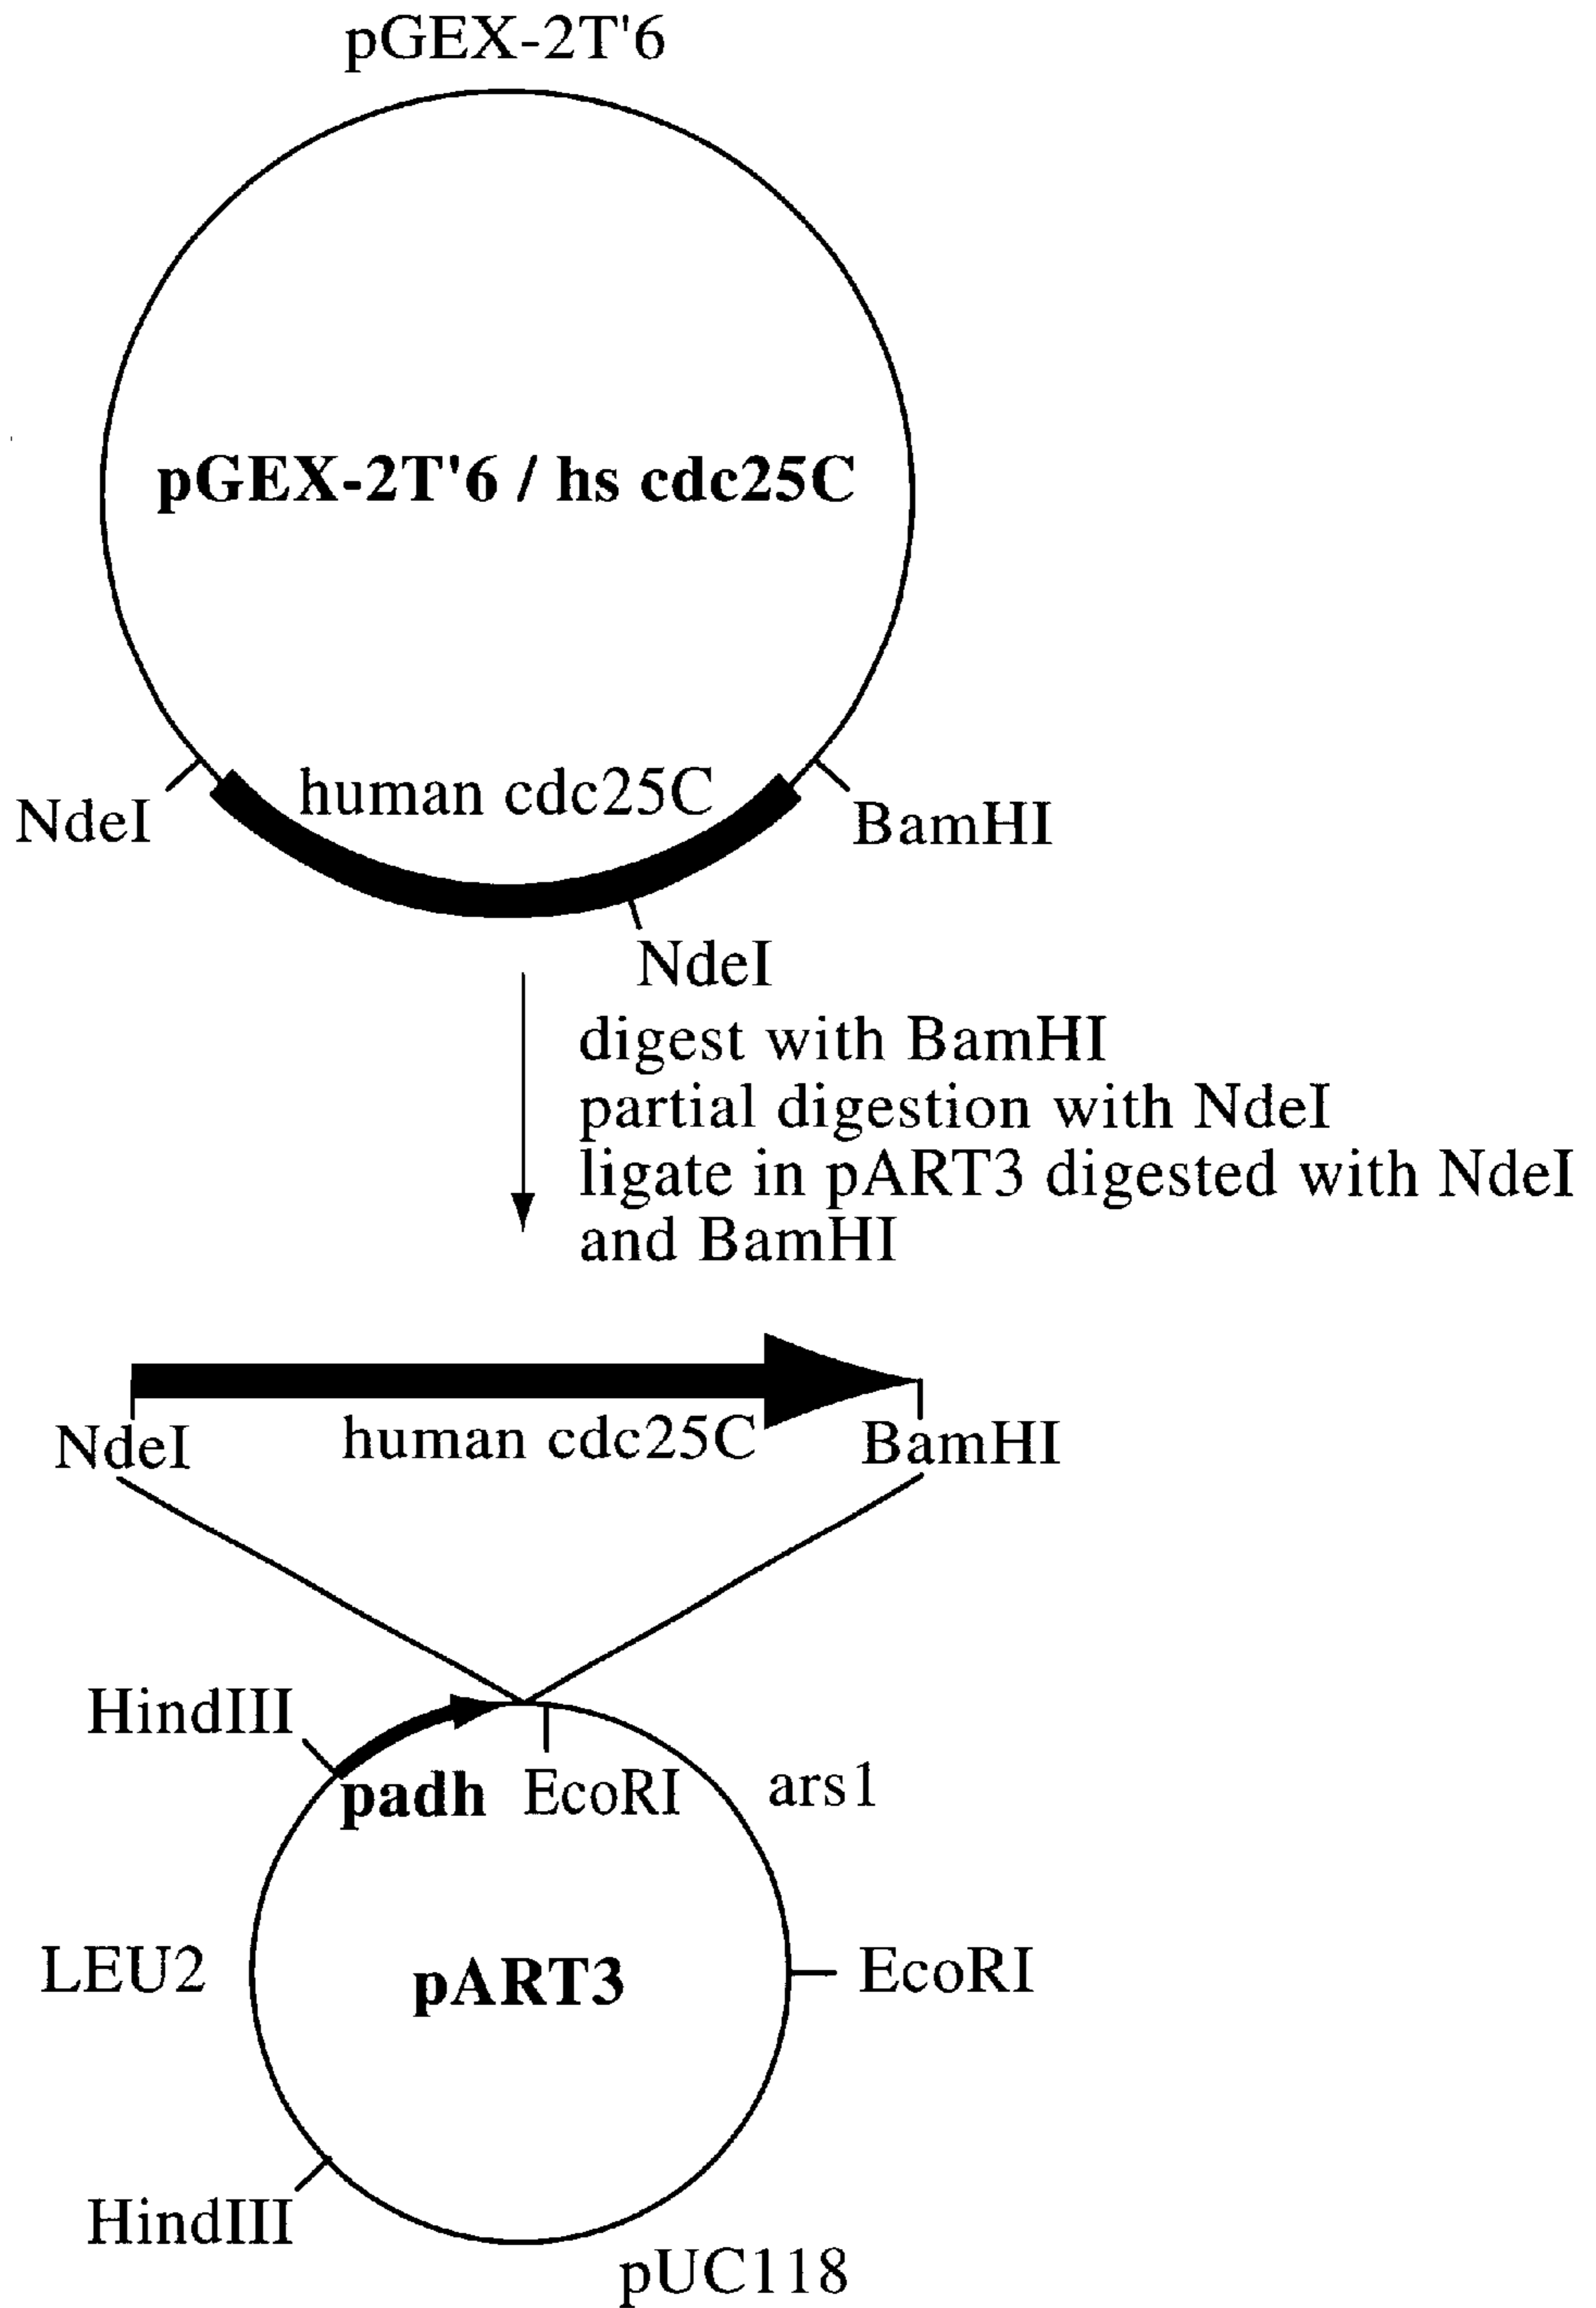 pGEX-2T'6
pGEX-2T'6 / hs cdc25C
human cdc25C
NdeI
BamHI
NdeI
digest with BamHI
partial digestion with NdeI
ligate in pART3 digested with NdeI
and BamHI
NdeI
human cdc25C
BamHI
HindIII
padh
EcoRI
ars1
LEU2
pART3
EcoRI
HindIII
pUC118